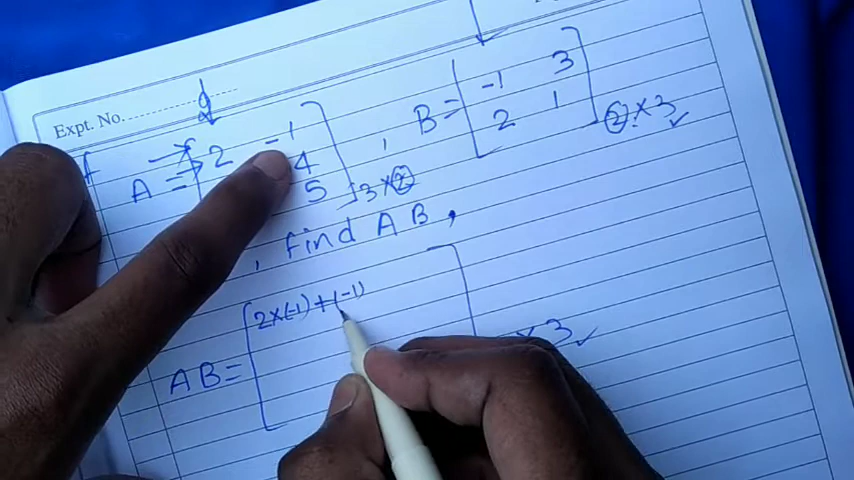 Expt. No.
A = 2 -1 , B = -1 3
4 2 1 2×3
5 3×2
, find AB,
2×(-1)+(-1)
AB= ×3